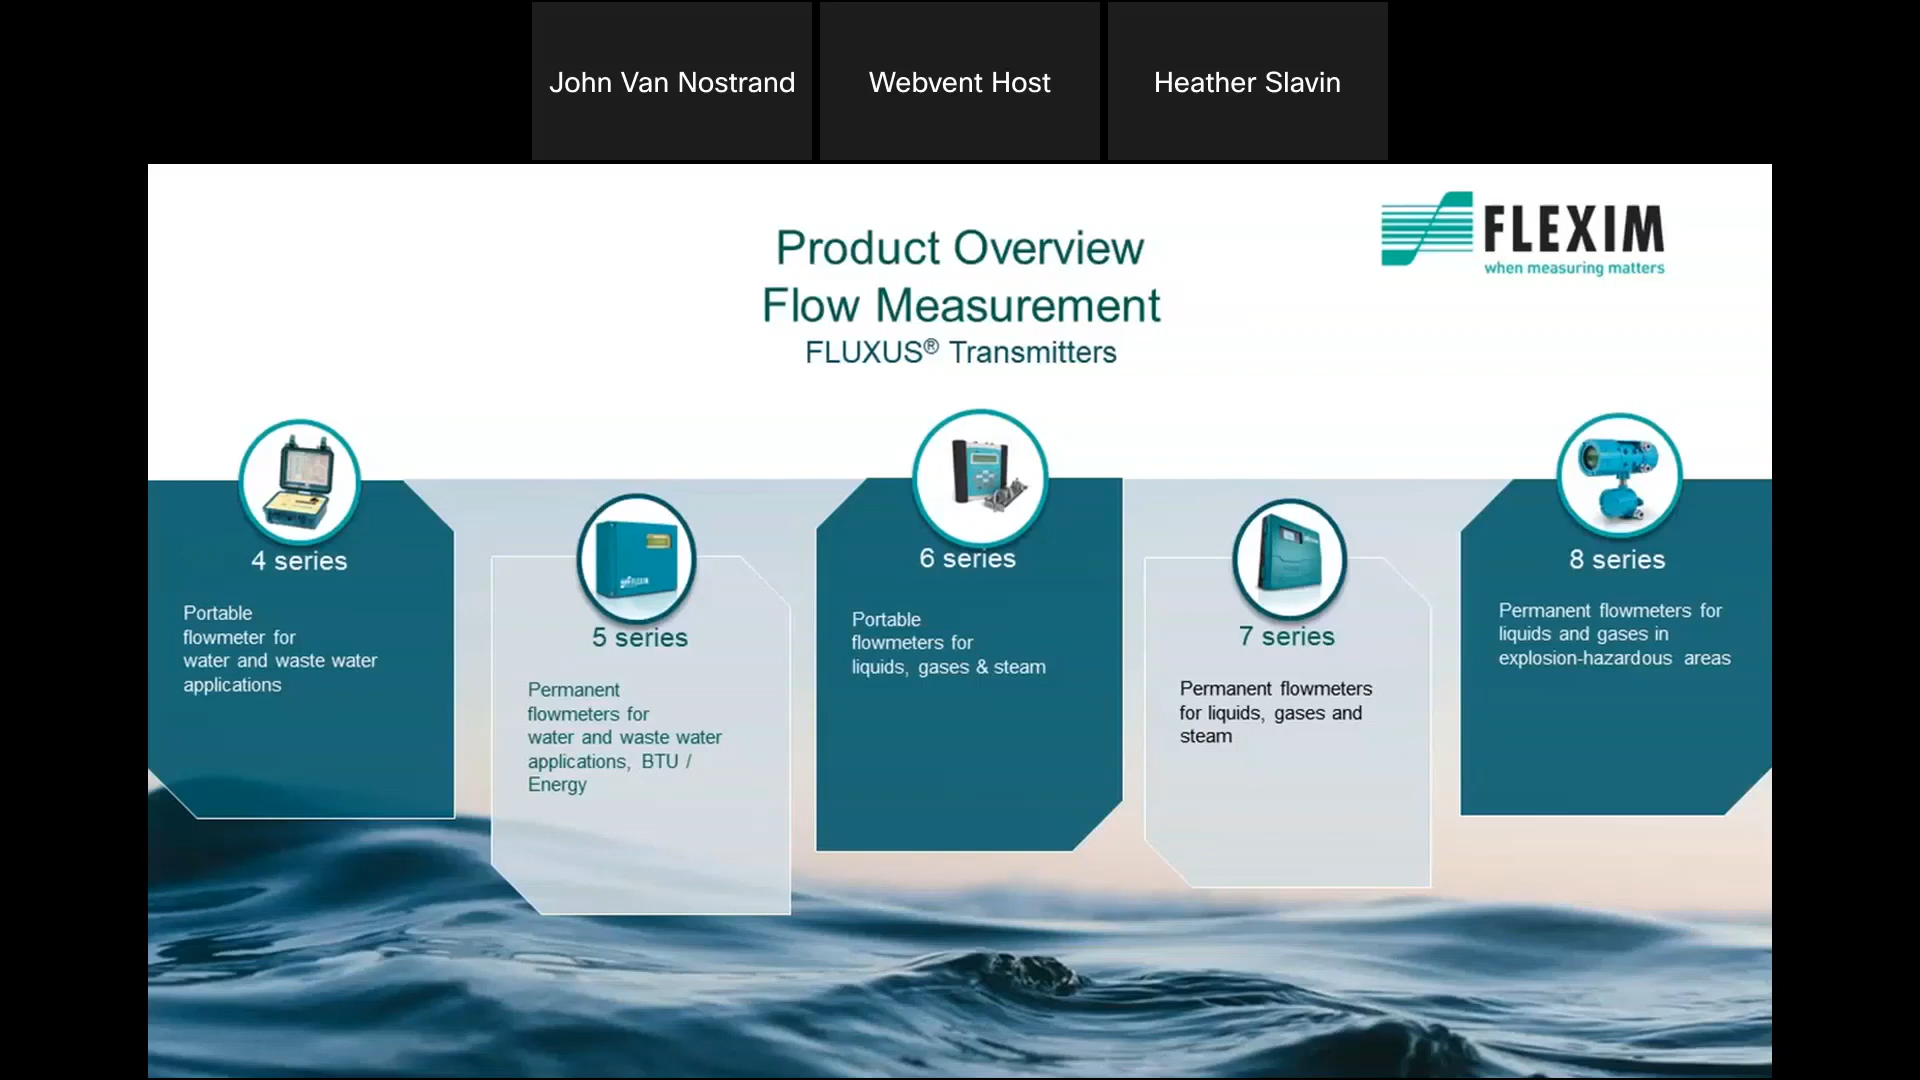 John Van Nostrand
Webvent Host
Heather Slavin
FLEXIM
when measuring matters
Product Overview
Flow Measurement
FLUXUS® Transmitters
4 series
Portable
flowmeter for
water and waste water
applications
5 series
Permanent
flowmeters for
water and waste water
applications, BTU /
Energy
6 series
Portable
flowmeters for
liquids, gases & steam
7 series
Permanent flowmeters
for liquids, gases and
steam
8 series
Permanent flowmeters for
liquids and gases in
explosion-hazardous areas
FLEXIM